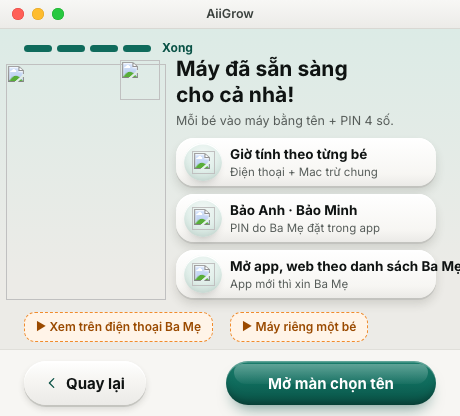 AiiGrow
Xong
Máy đã sẵn sàng
cho cả nhà!
Mỗi bé vào máy bằng tên + PIN 4 số.
Giờ tính theo từng bé
Điện thoại + Mac trừ chung
Bảo Anh · Bảo Minh
PIN do Ba Mẹ đặt trong app
Mở app, web theo danh sách Ba Mẹ
App mới thì xin Ba Mẹ
▶ Xem trên điện thoại Ba Mẹ
▶ Máy riêng một bé
Quay lại
Mở màn chọn tên